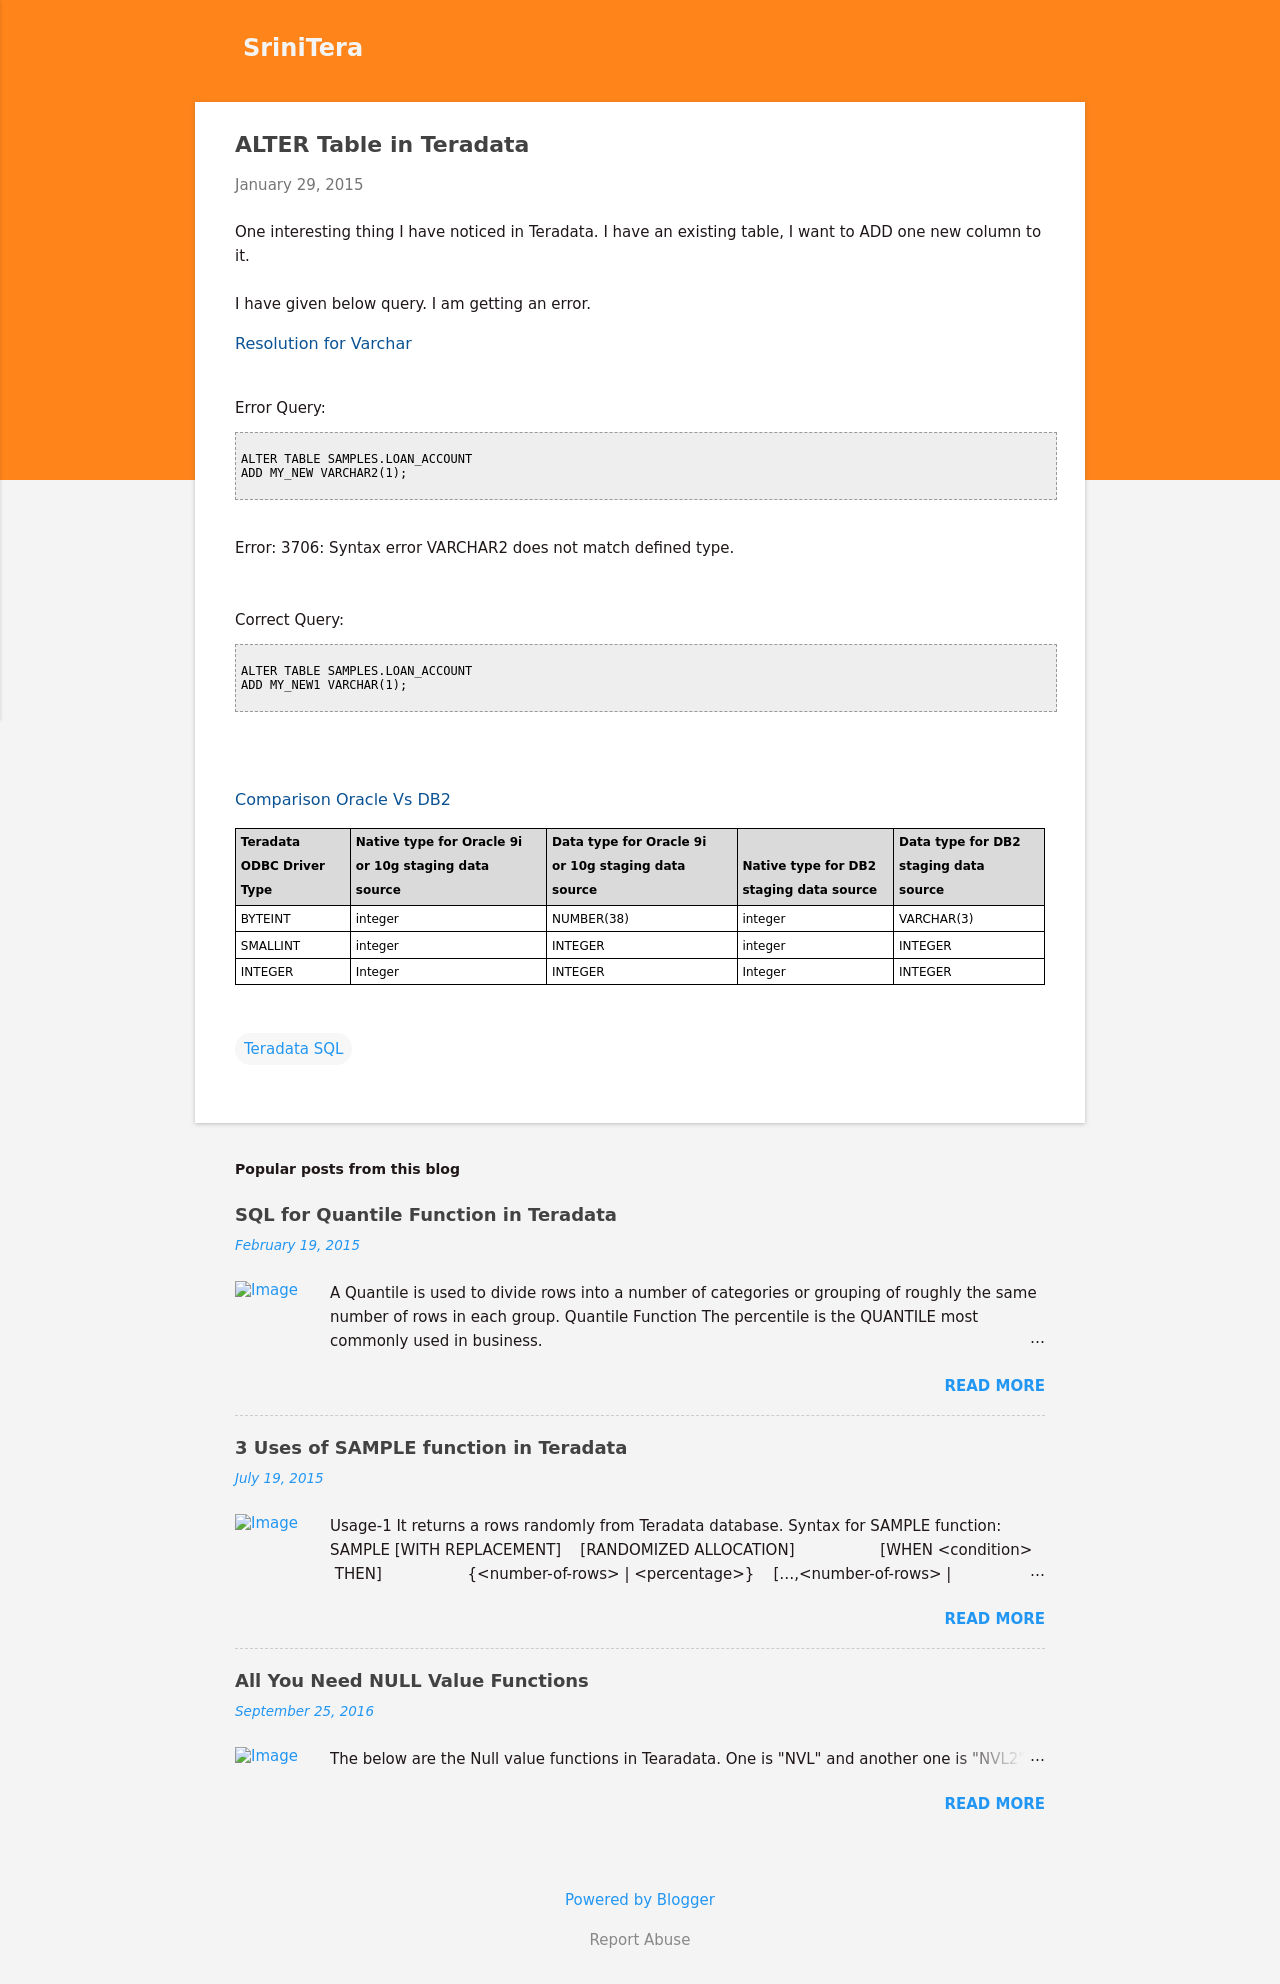 SriniTera
ALTER Table in Teradata
January 29, 2015
One interesting thing I have noticed in Teradata. I have an existing table, I want to ADD one new column to
it.
I have given below query. I am getting an error.
Resolution for Varchar
Error Query:
ALTER TABLE SAMPLES.LOAN_ACCOUNT
ADD MY_NEW VARCHAR2(1);
Error: 3706: Syntax error VARCHAR2 does not match defined type.
Correct Query:
ALTER TABLE SAMPLES.LOAN_ACCOUNT
ADD MY_NEW1 VARCHAR(1);
Comparison Oracle Vs DB2
Teradata ODBC Driver Type | Native type for Oracle 9i or 10g staging data source | Data type for Oracle 9i or 10g staging data source | Native type for DB2 staging data source | Data type for DB2 staging data source
BYTEINT | integer | NUMBER(38) | integer | VARCHAR(3)
SMALLINT | integer | INTEGER | integer | INTEGER
INTEGER | Integer | INTEGER | Integer | INTEGER
Teradata SQL
Popular posts from this blog
SQL for Quantile Function in Teradata
February 19, 2015
Image
A Quantile is used to divide rows into a number of categories or grouping of roughly the same
number of rows in each group. Quantile Function The percentile is the QUANTILE most
commonly used in business. ...
READ MORE
3 Uses of SAMPLE function in Teradata
July 19, 2015
Image
Usage-1 It returns a rows randomly from Teradata database. Syntax for SAMPLE function:
SAMPLE [WITH REPLACEMENT] [RANDOMIZED ALLOCATION] [WHEN <condition>
THEN] {<number-of-rows> | <percentage>} [...,<number-of-rows> | ...
READ MORE
All You Need NULL Value Functions
September 25, 2016
Image
The below are the Null value functions in Tearadata. One is "NVL" and another one is "NVL2" ...
READ MORE
Powered by Blogger
Report Abuse